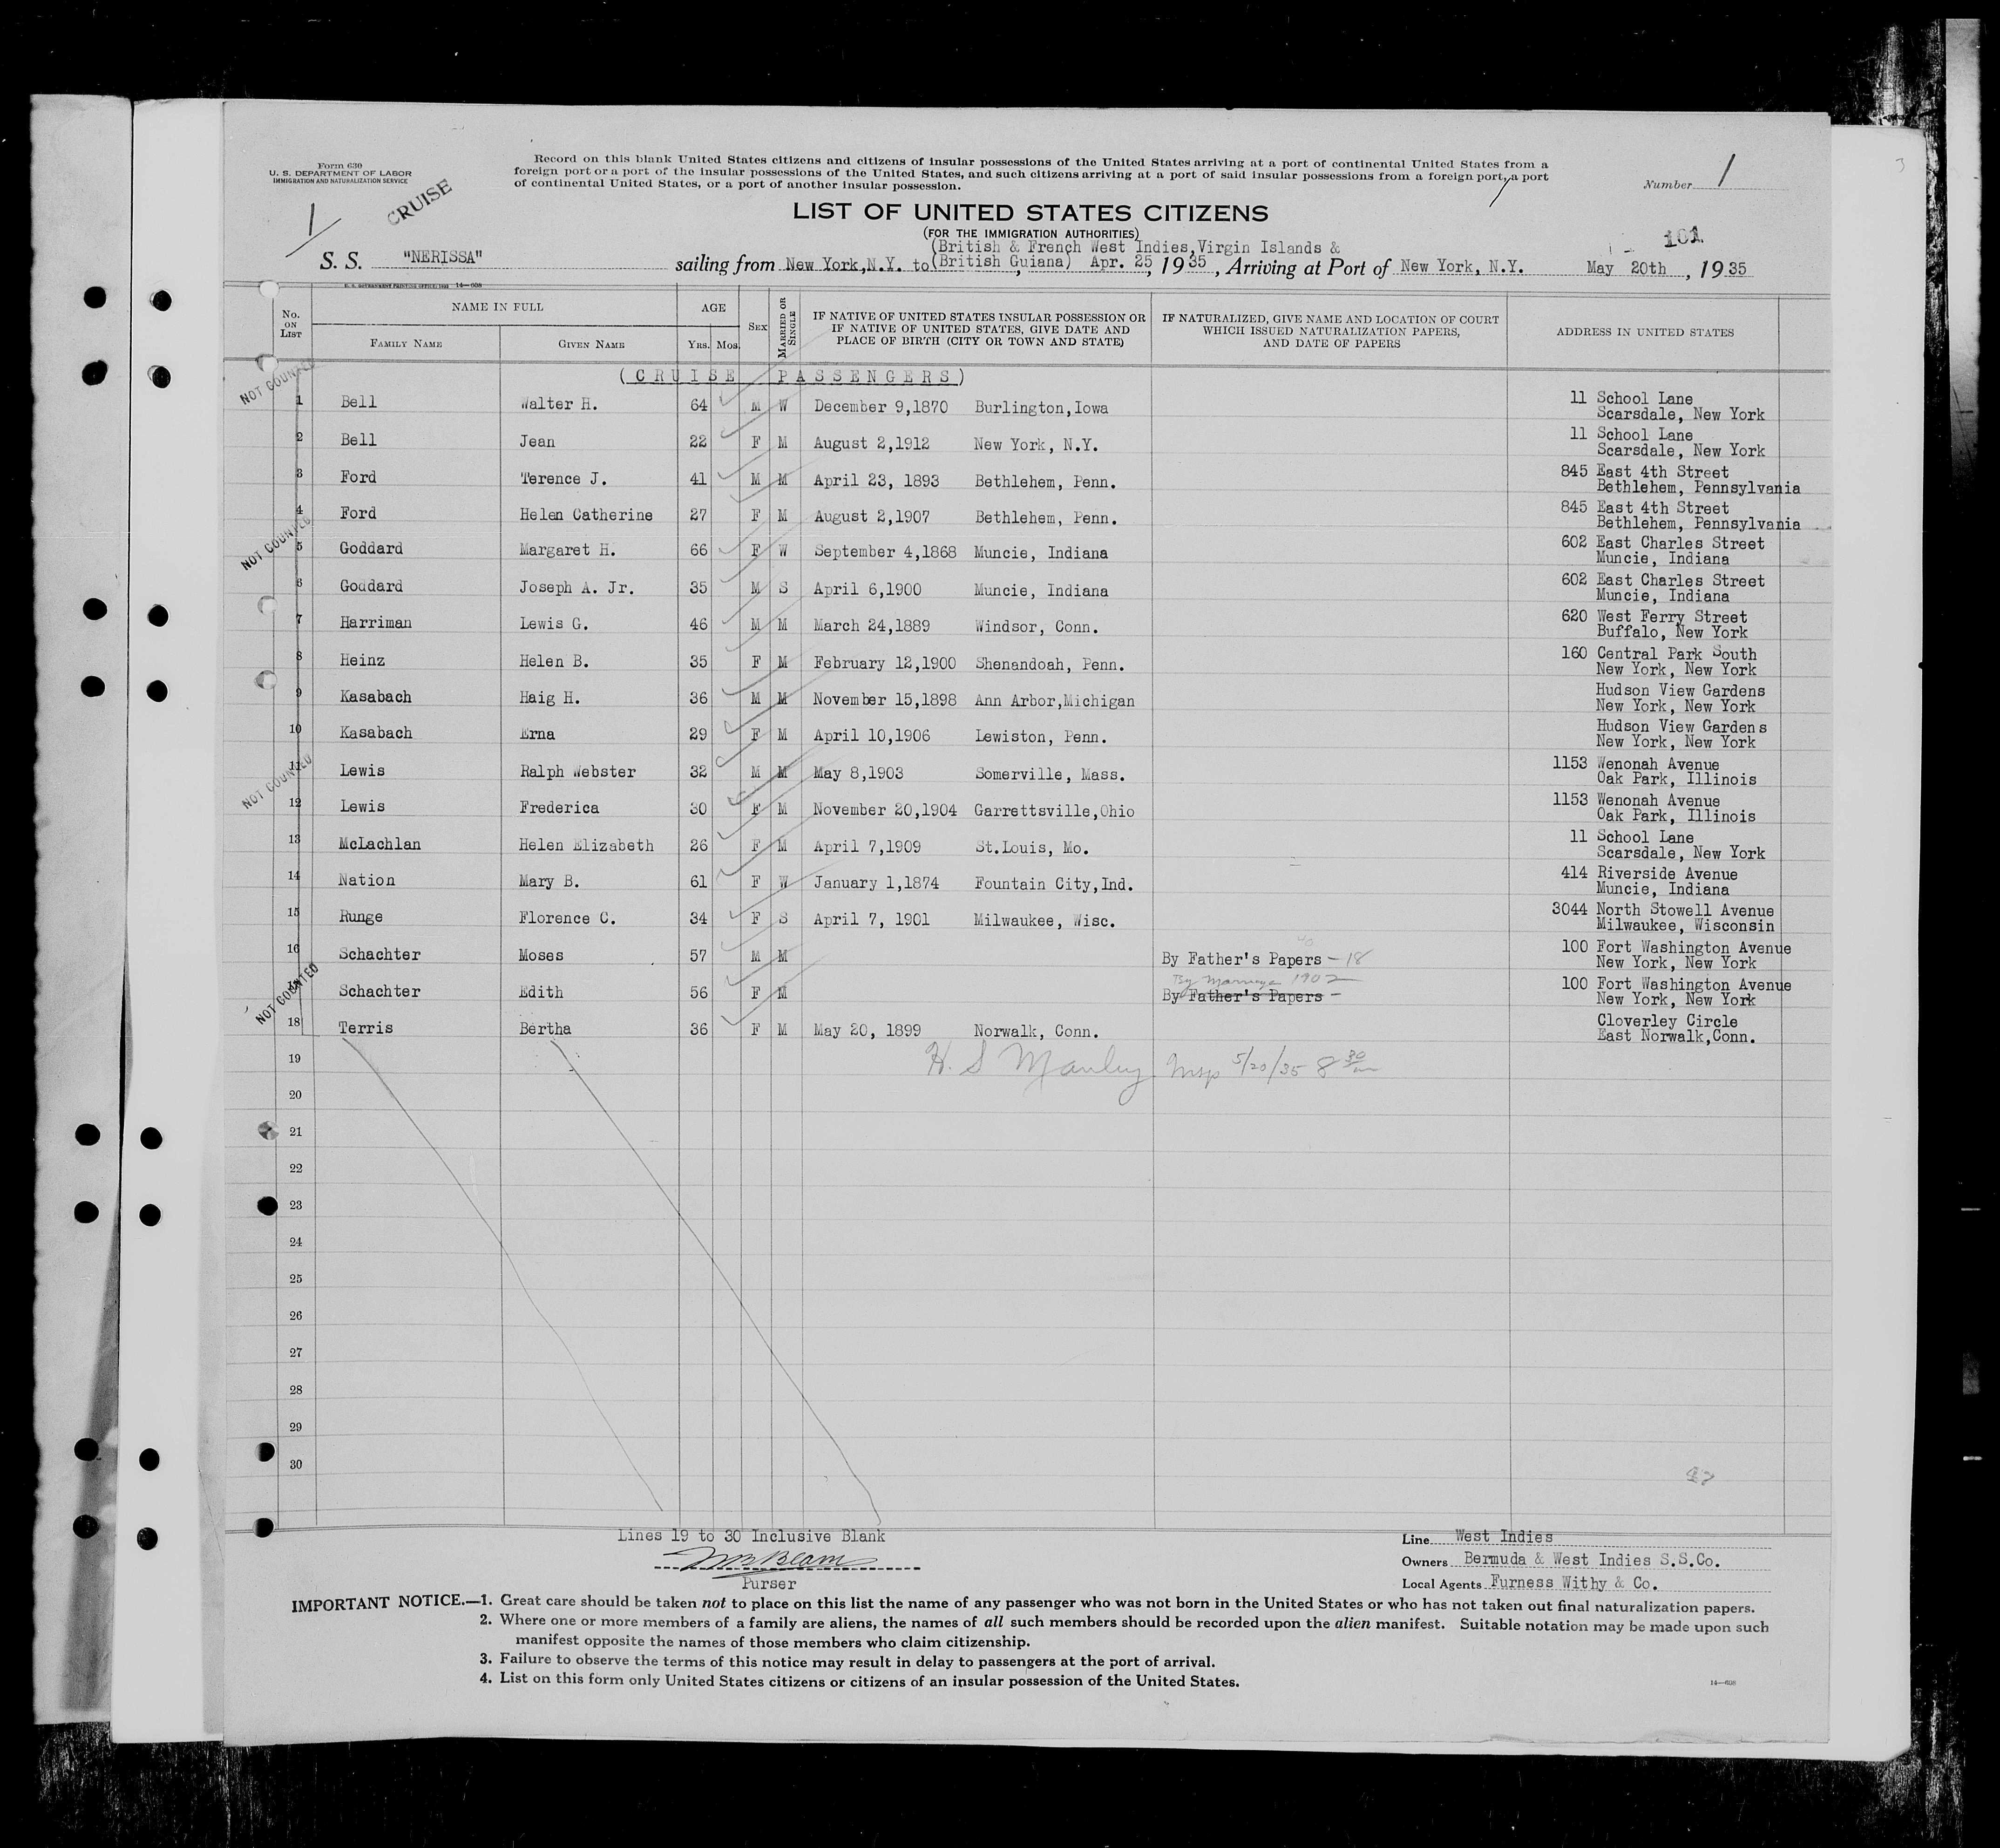 Form 630
U. S. DEPARTMENT OF LABOR
IMMIGRATION AND NATURALIZATION SERVICE
CRUISE
1
Record on this blank United States citizens and citizens of insular possessions of the United States arriving at a port of continental United States from a
foreign port or a port of the insular possessions of the United States, and such citizens arriving at a port of said insular possessions from a foreign port, a port
of continental United States, or a port of another insular possession.
Number 1
LIST OF UNITED STATES CITIZENS
(FOR THE IMMIGRATION AUTHORITIES)
101
(British & French West Indies, Virgin Islands &
S. S. "NERISSA" sailing from New York, N.Y. to (British Guiana) Apr. 25, 1935, Arriving at Port of New York, N.Y. May 20th, 1935
U. S. GOVERNMENT PRINTING OFFICE: 14—608
No. ON LIST
NAME IN FULL
FAMILY NAME
GIVEN NAME
AGE
YRS. MOS.
SEX
MARRIED OR SINGLE
IF NATIVE OF UNITED STATES INSULAR POSSESSION OR
IF NATIVE OF UNITED STATES, GIVE DATE AND
PLACE OF BIRTH (CITY OR TOWN AND STATE)
IF NATURALIZED, GIVE NAME AND LOCATION OF COURT
WHICH ISSUED NATURALIZATION PAPERS,
AND DATE OF PAPERS
ADDRESS IN UNITED STATES
(CRUISE PASSENGERS)
NOT COUNTED
1 Bell Walter H. 64 M W December 9,1870 Burlington,Iowa 11 School Lane
Scarsdale, New York
2 Bell Jean 22 F M August 2,1912 New York, N.Y. 11 School Lane
Scarsdale, New York
3 Ford Terence J. 41 M M April 23, 1893 Bethlehem, Penn. 845 East 4th Street
Bethlehem, Pennsylvania
4 Ford Helen Catherine 27 F M August 2,1907 Bethlehem, Penn. 845 East 4th Street
Bethlehem, Pennsylvania
NOT COUNTED
5 Goddard Margaret H. 66 F W September 4,1868 Muncie, Indiana 602 East Charles Street
Muncie, Indiana
6 Goddard Joseph A. Jr. 35 M S April 6,1900 Muncie, Indiana 602 East Charles Street
Muncie, Indiana
7 Harriman Lewis G. 46 M M March 24,1889 Windsor, Conn. 620 West Ferry Street
Buffalo, New York
8 Heinz Helen B. 35 F M February 12,1900 Shenandoah, Penn. 160 Central Park South
New York, New York
9 Kasabach Haig H. 36 M M November 15,1898 Ann Arbor,Michigan Hudson View Gardens
New York, New York
10 Kasabach Erna 29 F M April 10,1906 Lewiston, Penn. Hudson View Gardens
New York, New York
NOT COUNTED
11 Lewis Ralph Webster 32 M M May 8,1903 Somerville, Mass. 1153 Wenonah Avenue
Oak Park, Illinois
12 Lewis Frederica 30 F M November 20,1904 Garrettsville,Ohio 1153 Wenonah Avenue
Oak Park, Illinois
13 McLachlan Helen Elizabeth 26 F M April 7,1909 St.Louis, Mo. 11 School Lane
Scarsdale, New York
14 Nation Mary B. 61 F W January 1,1874 Fountain City,Ind. 414 Riverside Avenue
Muncie, Indiana
15 Runge Florence C. 34 F S April 7, 1901 Milwaukee, Wisc. 3044 North Stowell Avenue
Milwaukee, Wisconsin
16 Schachter Moses 57 M M By Father's Papers - 18 100 Fort Washington Avenue
New York, New York
By Marriage 1902
NOT COUNTED
Schachter Edith 56 F M By Father's Papers - 100 Fort Washington Avenue
New York, New York
18 Terris Bertha 36 F M May 20, 1899 Norwalk, Conn. Cloverley Circle
East Norwalk,Conn.
19 H. S Manley Insp 5/20/35 8 30 am
20
21
22
23
24
25
26
27
28
29
30
Lines 19 to 30 Inclusive Blank
Purser
Line West Indies
Owners Bermuda & West Indies S.S.Co.
Local Agents Furness Withy & Co.
IMPORTANT NOTICE.—1. Great care should be taken not to place on this list the name of any passenger who was not born in the United States or who has not taken out final naturalization papers.
2. Where one or more members of a family are aliens, the names of all such members should be recorded upon the alien manifest. Suitable notation may be made upon such
manifest opposite the names of those members who claim citizenship.
3. Failure to observe the terms of this notice may result in delay to passengers at the port of arrival.
4. List on this form only United States citizens or citizens of an insular possession of the United States.
14—608